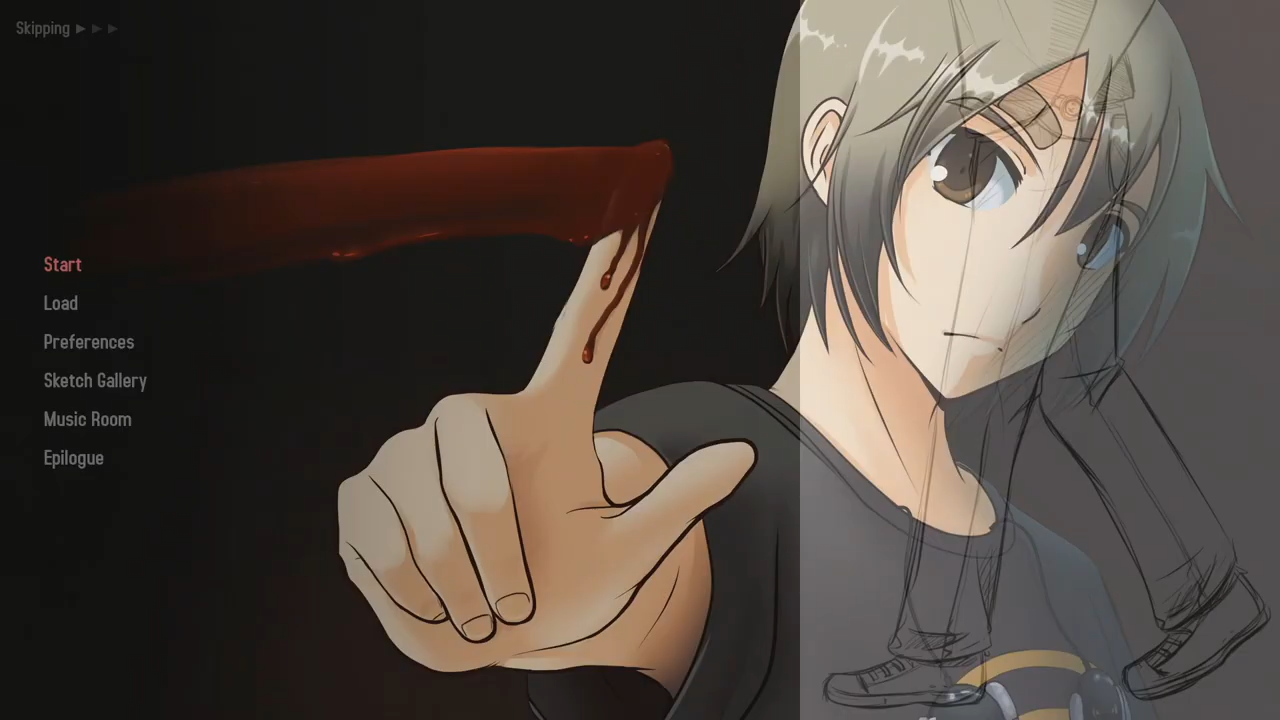 Skipping ▸ ▸ ▸
Start
Load
Preferences
Sketch Gallery
Music Room
Epilogue